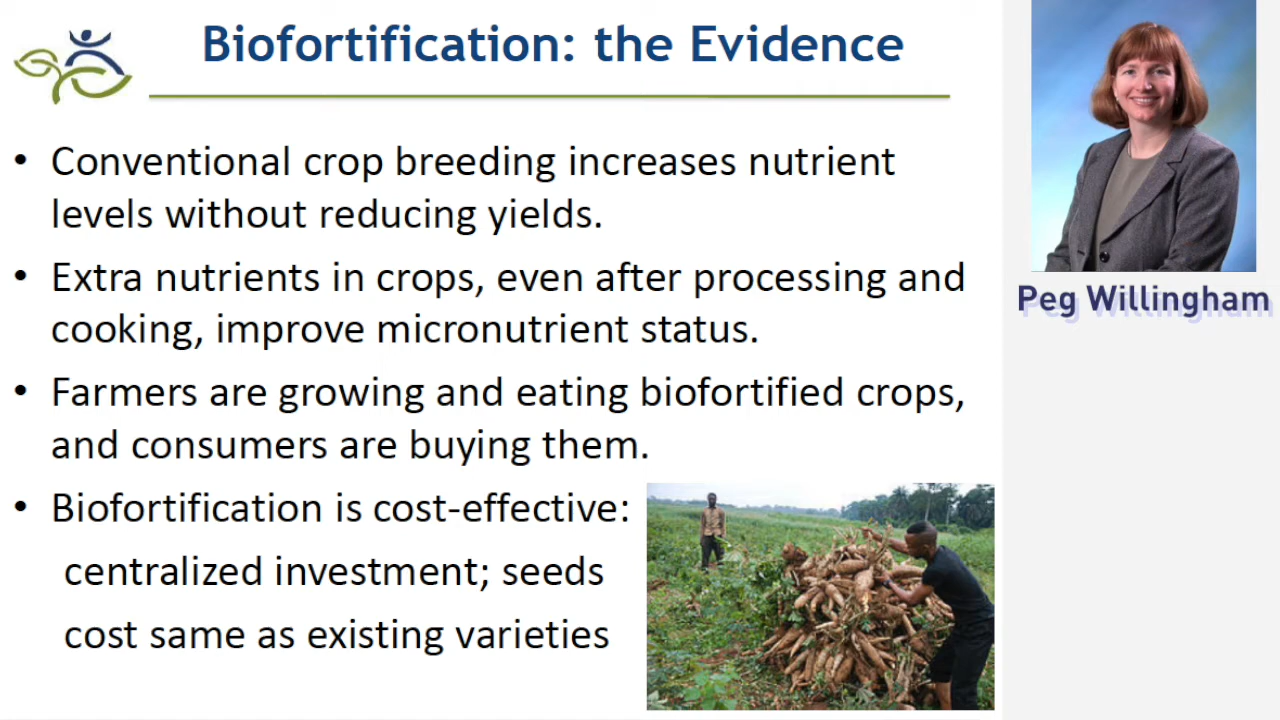 Biofortification: the Evidence
• Conventional crop breeding increases nutrient
levels without reducing yields.
• Extra nutrients in crops, even after processing and
cooking, improve micronutrient status.
• Farmers are growing and eating biofortified crops,
and consumers are buying them.
• Biofortification is cost-effective:
centralized investment; seeds
cost same as existing varieties
Peg Willingham